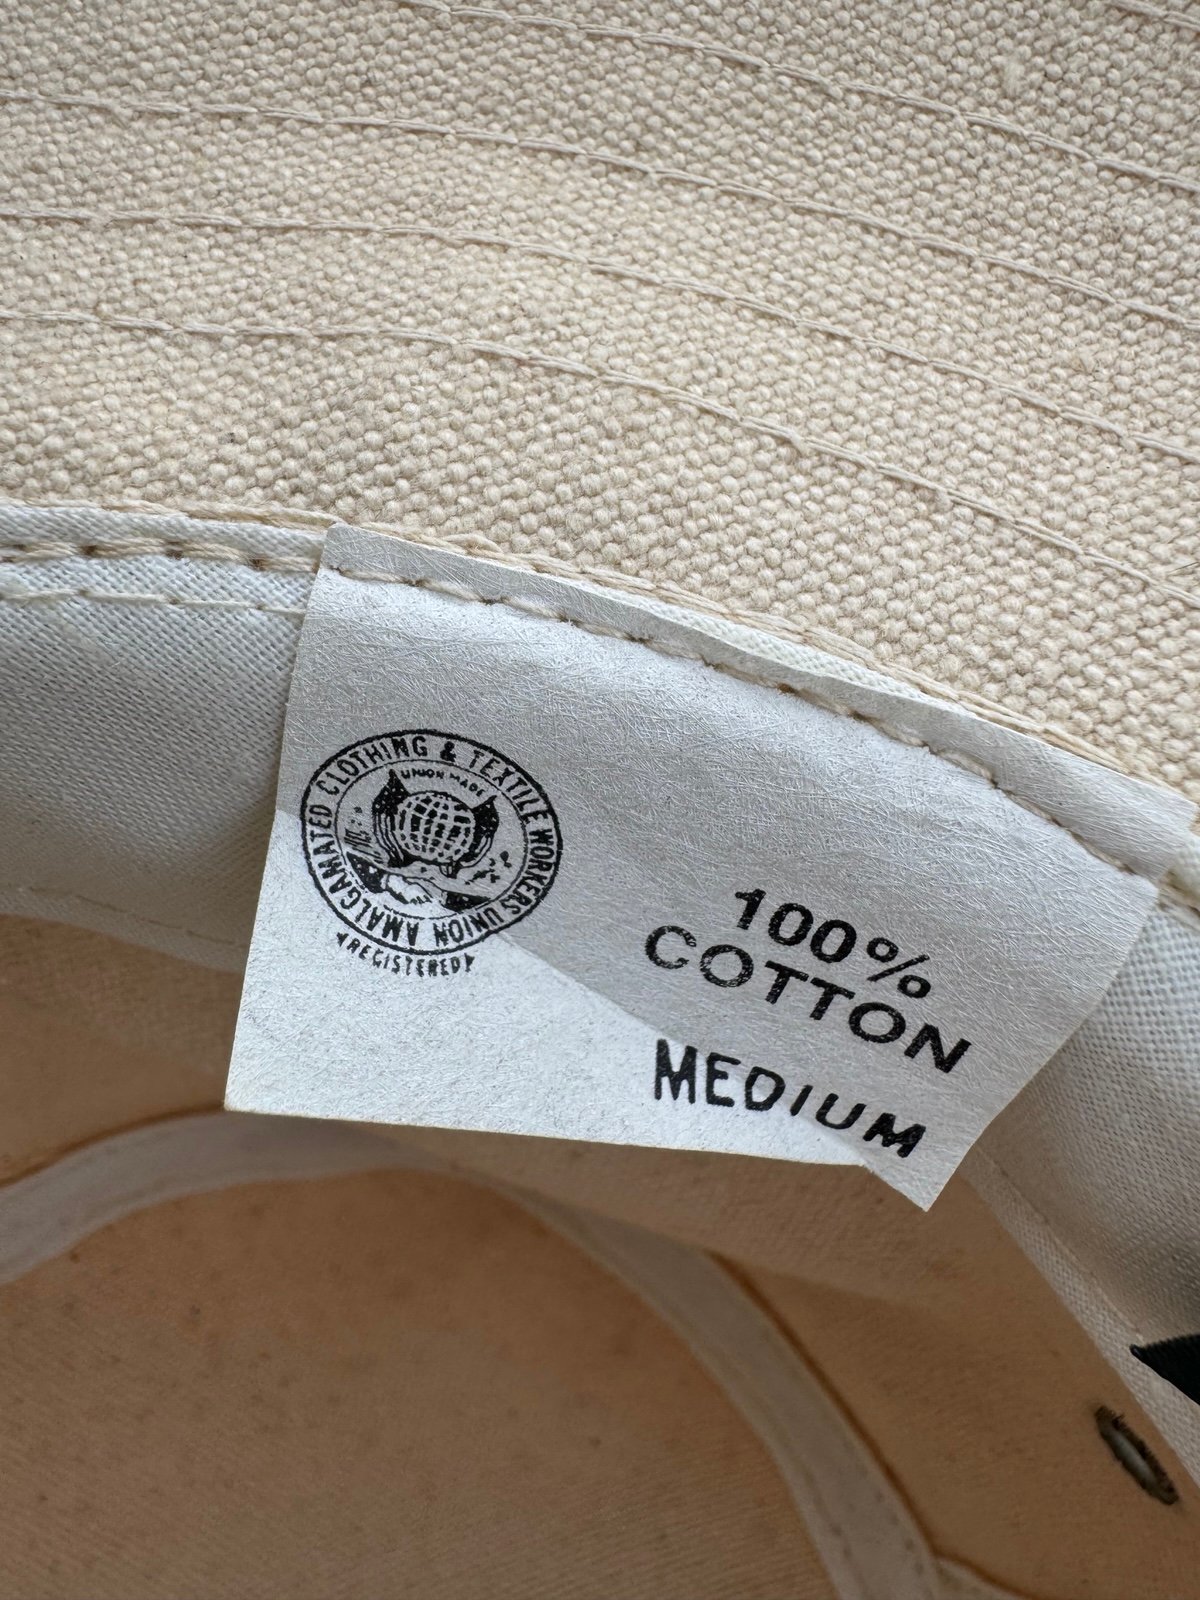 AMALGAMATED CLOTHING & TEXTILE WORKERS UNION
UNION MADE
REGISTERED
100%
COTTON
MEDIUM